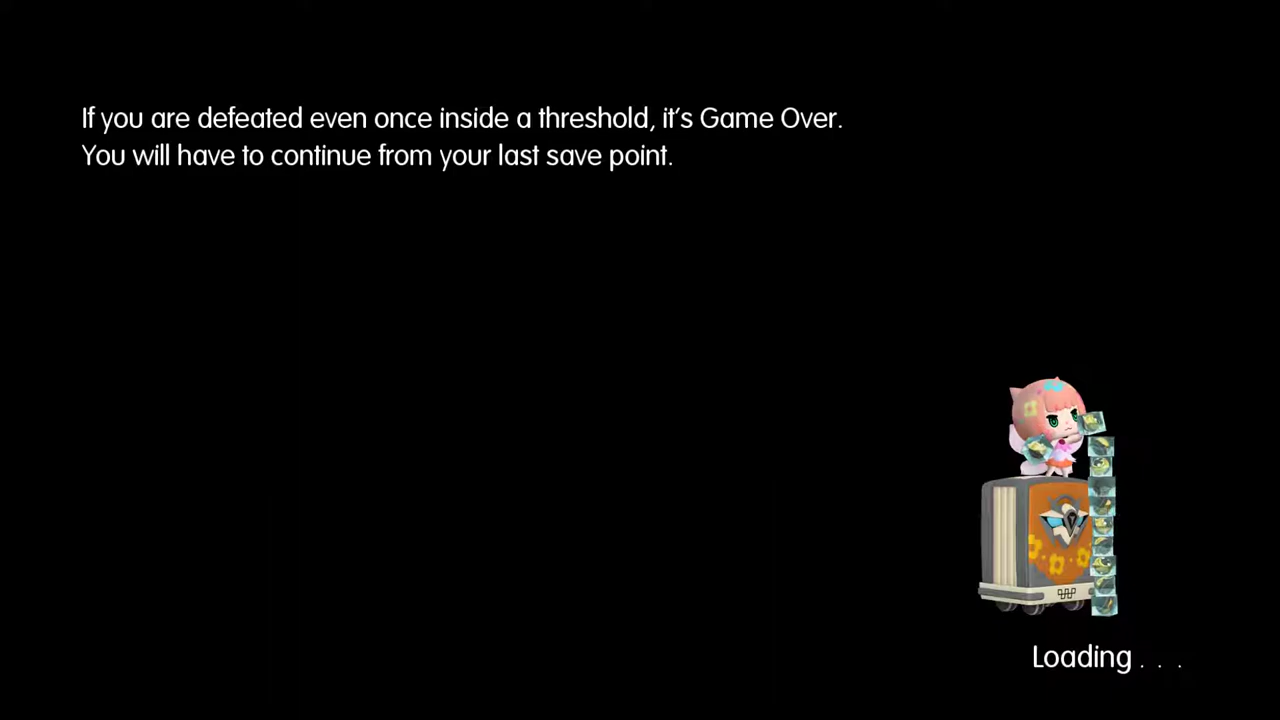 If you are defeated even once inside a threshold, it's Game Over.
You will have to continue from your last save point.
Loading . . .